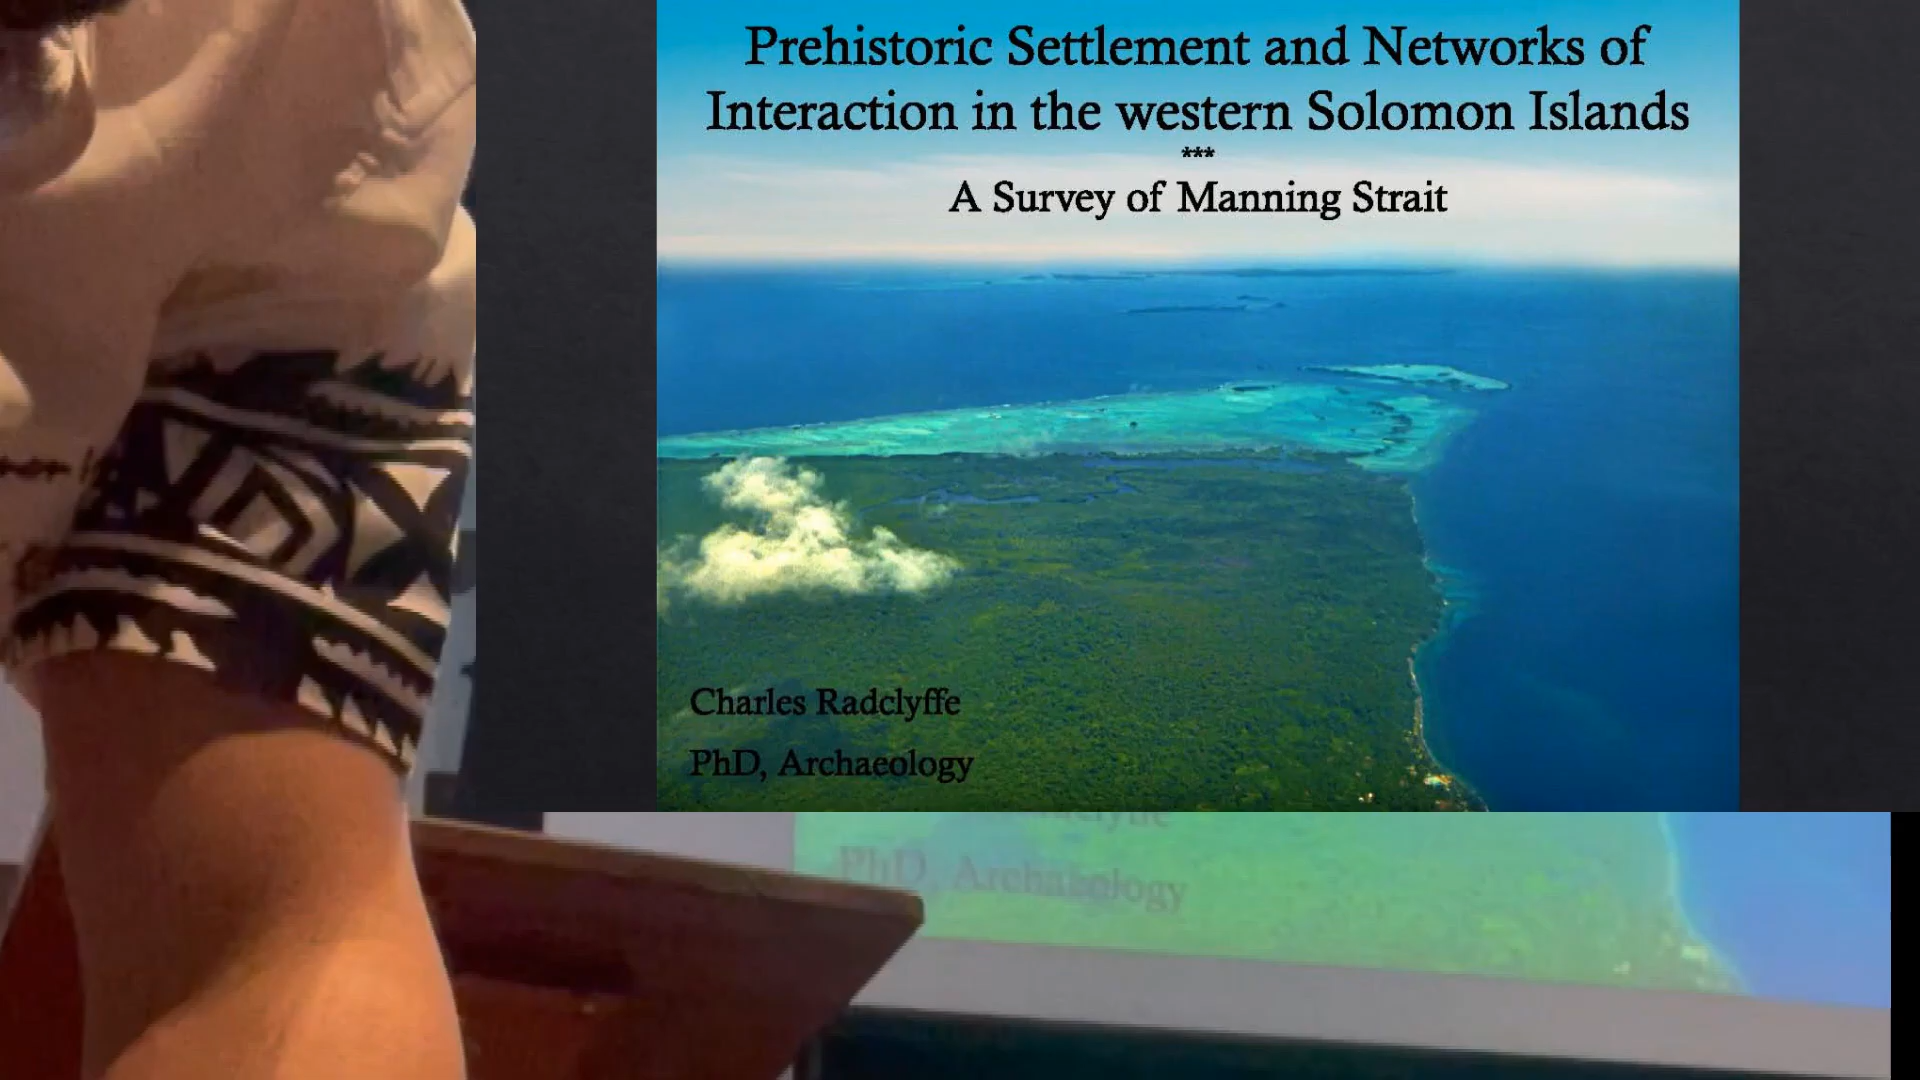 Prehistoric Settlement and Networks of
Interaction in the western Solomon Islands
***
A Survey of Manning Strait
Charles Radclyffe
PhD, Archaeology
PhD, Archaeology